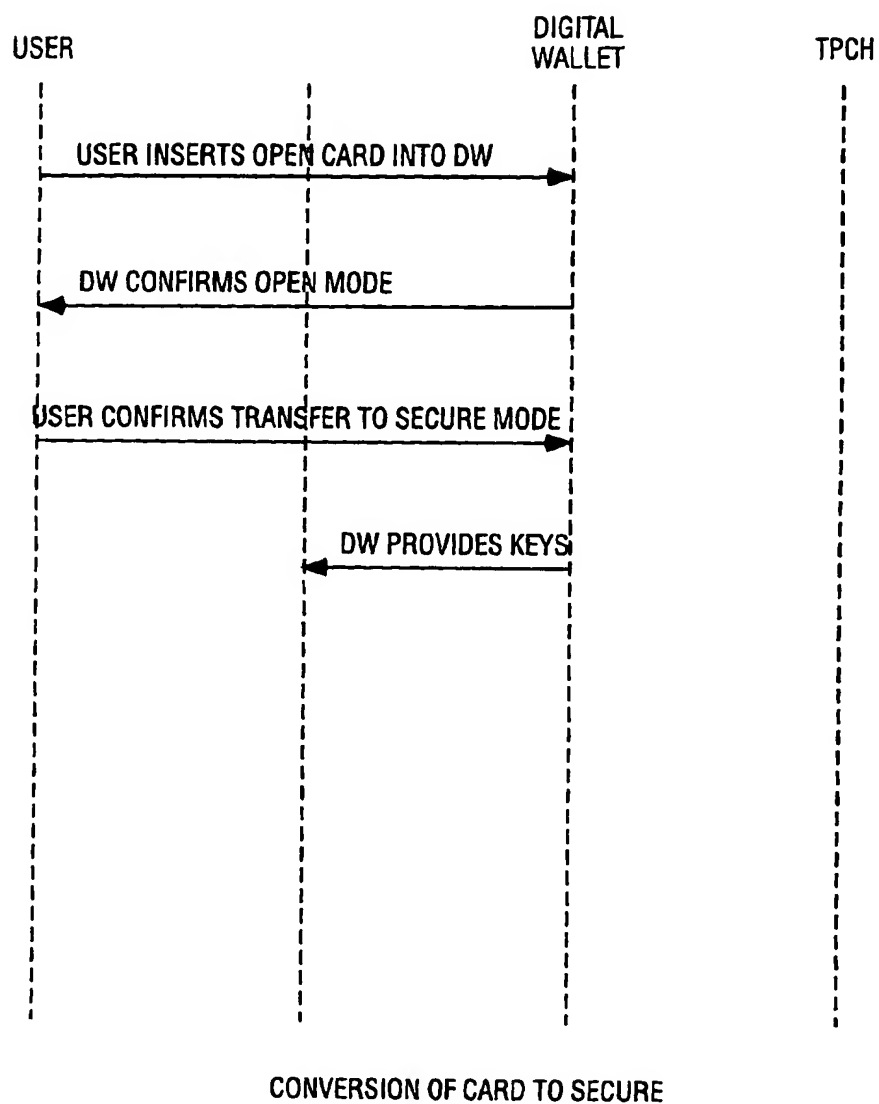 USER
DIGITAL
WALLET
TPCH
USER INSERTS OPEN CARD INTO DW
DW CONFIRMS OPEN MODE
USER CONFIRMS TRANSFER TO SECURE MODE
DW PROVIDES KEYS
CONVERSION OF CARD TO SECURE